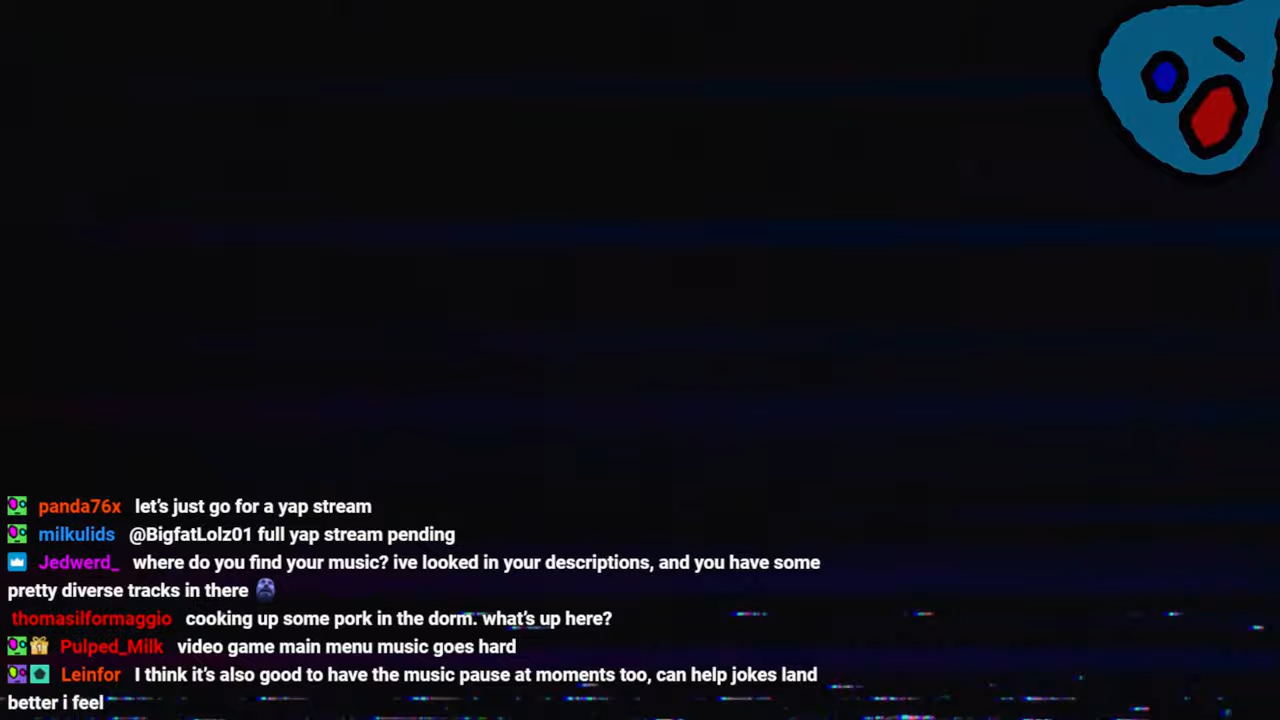 panda76x let's just go for a yap stream
milkulids @BigfatLolz01 full yap stream pending
Jedwerd_ where do you find your music? ive looked in your descriptions, and you have some
pretty diverse tracks in there
thomasilformaggio cooking up some pork in the dorm. what's up here?
Pulped_Milk video game main menu music goes hard
Leinfor I think it's also good to have the music pause at moments too, can help jokes land
better i feel